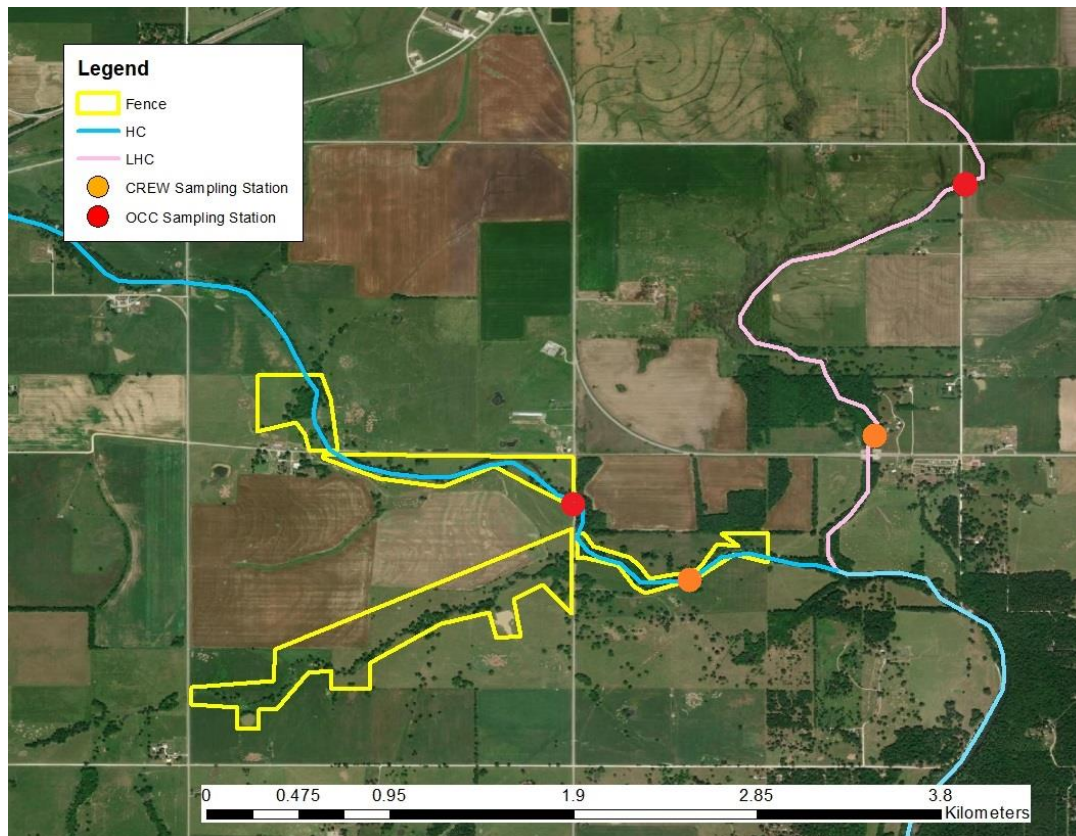 Legend
Fence
HC
LHC
CREW Sampling Station
OCC Sampling Station
0 0.475 0.95 1.9 2.85 3.8
Kilometers